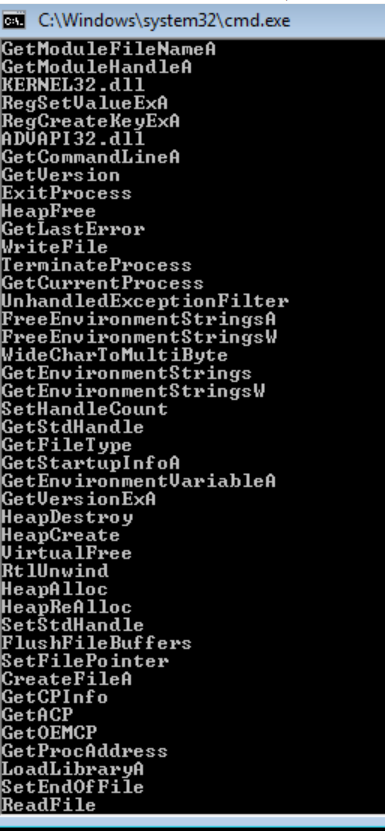 C:\Windows\system32\cmd.exe
GetModuleFileNameA
GetModuleHandleA
KERNEL32.dll
RegSetValueExA
RegCreateKeyExA
ADVAPI32.dll
GetCommandLineA
GetVersion
ExitProcess
HeapFree
GetLastError
WriteFile
TerminateProcess
GetCurrentProcess
UnhandledExceptionFilter
FreeEnvironmentStringsA
FreeEnvironmentStringsW
WideCharToMultiByte
GetEnvironmentStrings
GetEnvironmentStringsW
SetHandleCount
GetStdHandle
GetFileType
GetStartupInfoA
GetEnvironmentVariableA
GetVersionExA
HeapDestroy
HeapCreate
VirtualFree
RtlUnwind
HeapAlloc
HeapReAlloc
SetStdHandle
FlushFileBuffers
SetFilePointer
CreateFileA
GetCPInfo
GetACP
GetOEMCP
GetProcAddress
LoadLibraryA
SetEndOfFile
ReadFile